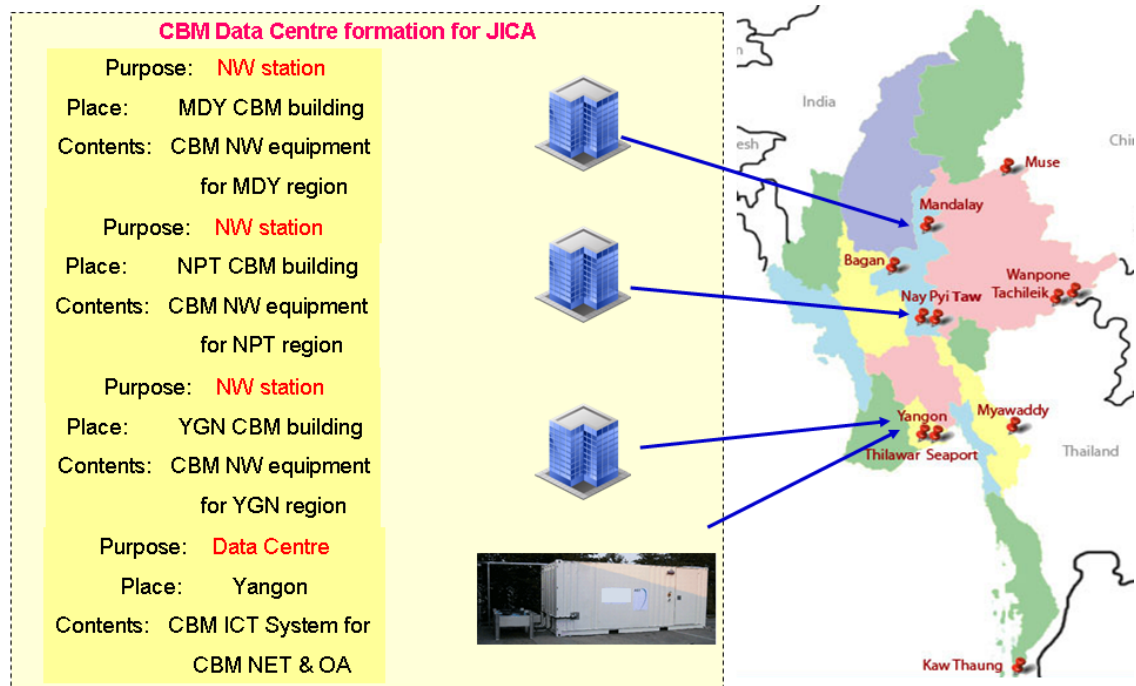 CBM Data Centre formation for JICA
Purpose: NW station
Place: MDY CBM building
Contents: CBM NW equipment
for MDY region
Purpose: NW station
Place: NPT CBM building
Contents: CBM NW equipment
for NPT region
Purpose: NW station
Place: YGN CBM building
Contents: CBM NW equipment
for YGN region
Purpose: Data Centre
Place: Yangon
Contents: CBM ICT System for
CBM NET & OA
India
esh
Chin
Muse
Mandalay
Bagan
Wanpone
Tachileik
Nay Pyi Taw
Yangon
Myawaddy
Thilawar Seaport
Thailand
Kaw Thaung